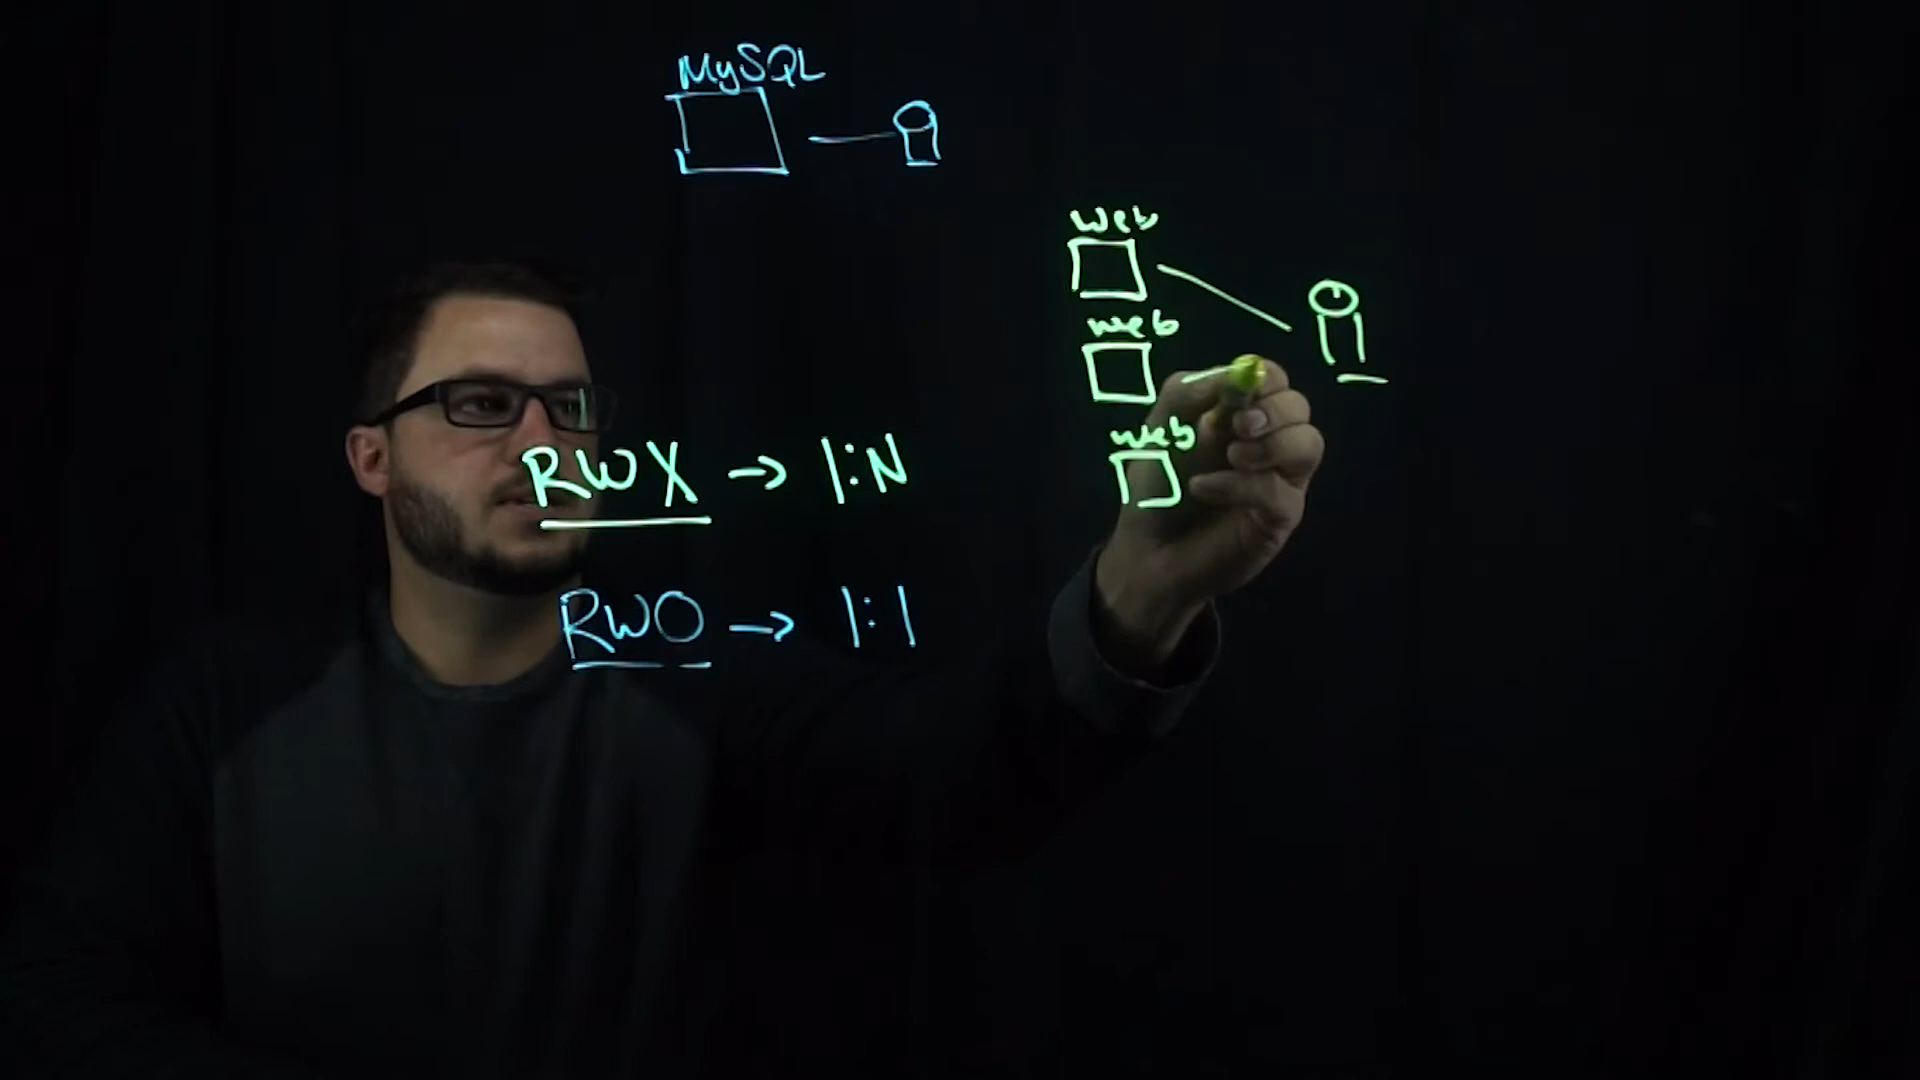 MySQL
Web
web
web
RWX → 1:N
RWO → 1:1